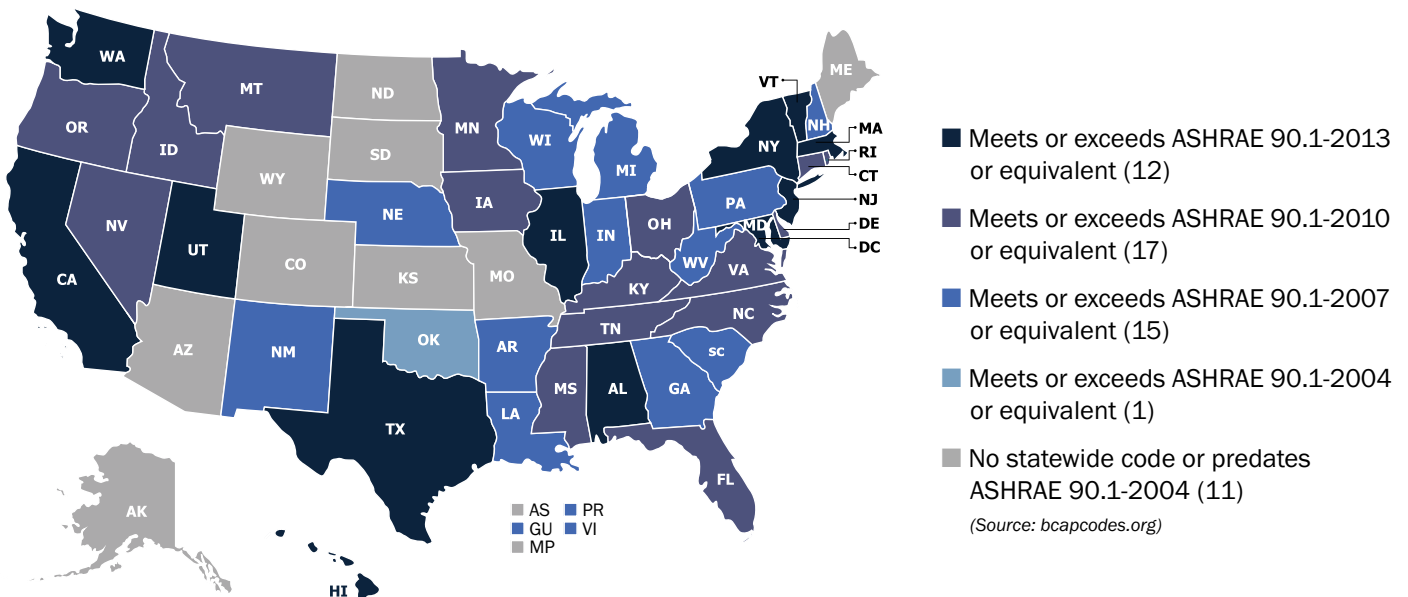 WA
OR
CA
NV
ID
MT
WY
UT
AZ
CO
NM
ND
SD
NE
KS
OK
TX
MN
IA
MO
AR
LA
WI
IL
MI
IN
OH
KY
TN
MS
AL
GA
FL
SC
NC
VA
WV
PA
NY
MD
VT
NH
ME
MA
RI
CT
NJ
DE
DC
AK
HI
AS
GU
MP
PR
VI
Meets or exceeds ASHRAE 90.1-2013
or equivalent (12)
Meets or exceeds ASHRAE 90.1-2010
or equivalent (17)
Meets or exceeds ASHRAE 90.1-2007
or equivalent (15)
Meets or exceeds ASHRAE 90.1-2004
or equivalent (1)
No statewide code or predates
ASHRAE 90.1-2004 (11)
(Source: bcapcodes.org)